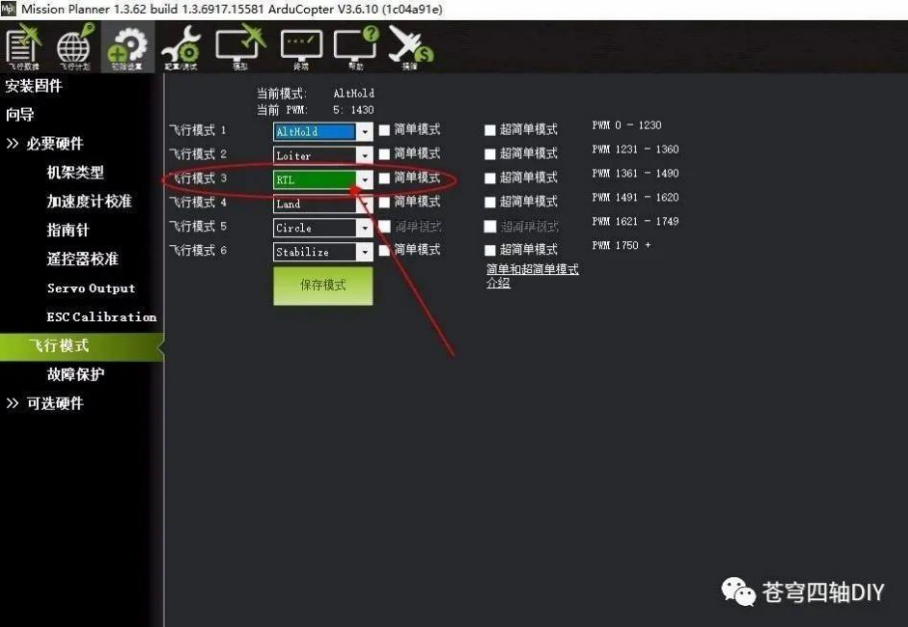 Mission Planner 1.3.62 build 1.3.6917.15581 ArduCopter V3.6.10 (1c04a91e)
飞行数据 飞行计划 初始设置 配置/调试 模拟 终端 帮助 捐赠
安装固件
向导
>> 必要硬件
机架类型
加速度计校准
指南针
遥控器校准
Servo Output
ESC Calibration
飞行模式
故障保护
>> 可选硬件
当前模式: AltHold
当前 PWM: 5: 1430
飞行模式 1 AltHold 简单模式 超简单模式 PWM 0 - 1230
飞行模式 2 Loiter 简单模式 超简单模式 PWM 1231 - 1360
飞行模式 3 RTL 简单模式 超简单模式 PWM 1361 - 1490
飞行模式 4 Land 简单模式 超简单模式 PWM 1491 - 1620
飞行模式 5 Circle 简单模式 超简单模式 PWM 1621 - 1749
飞行模式 6 Stabilize 简单模式 超简单模式 PWM 1750 +
简单和超简单模式
介绍
保存模式
苍穹四轴DIY